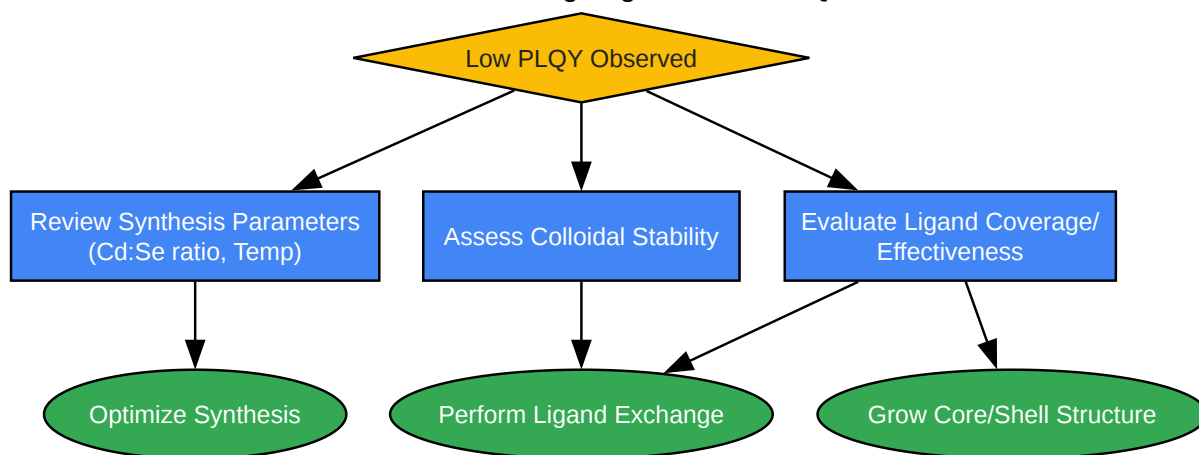 Low PLQY Observed
Review Synthesis Parameters
(Cd:Se ratio, Temp)
Assess Colloidal Stability
Evaluate Ligand Coverage/
Effectiveness
Optimize Synthesis
Perform Ligand Exchange
Grow Core/Shell Structure